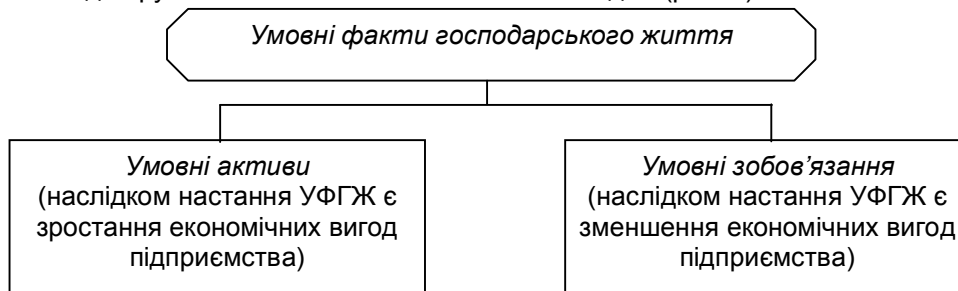 Умовні факти господарського життя
Умовні активи
(наслідком настання УФГЖ є
зростання економічних вигод
підприємства)
Умовні зобов’язання
(наслідком настання УФГЖ є
зменшення економічних вигод
підприємства)